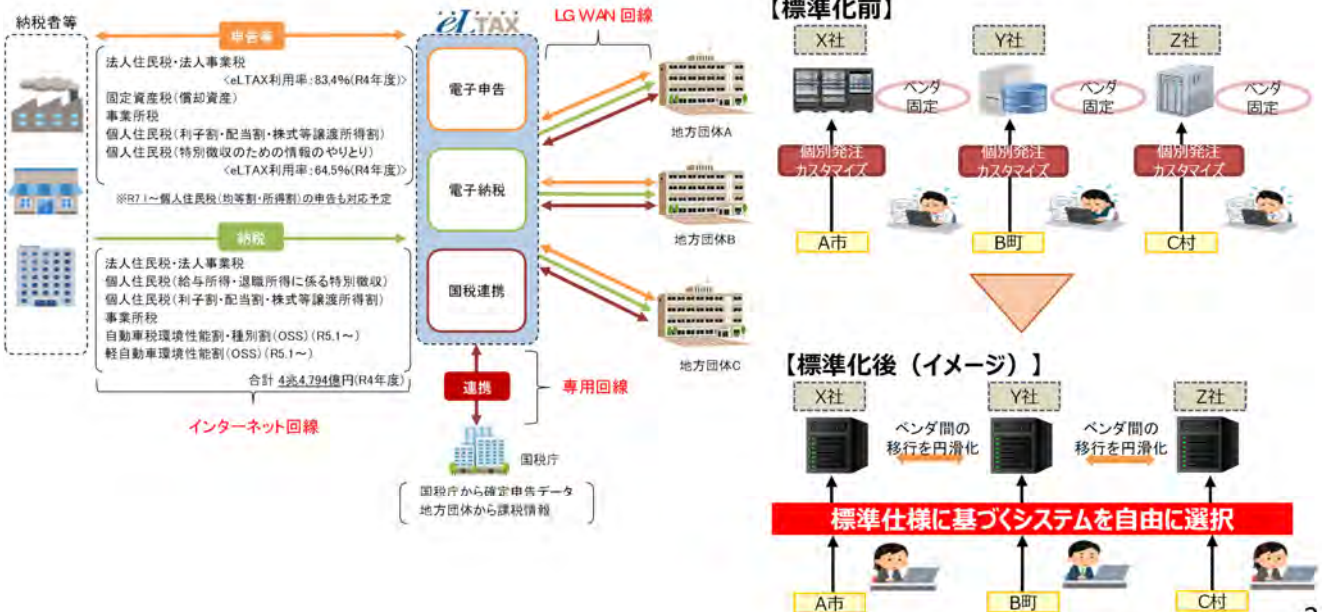 納税者等
申告等
法人住民税・法人事業税
<eLTAX利用率:83.4%(R4年度)>
固定資産税(償却資産)
事業所税
個人住民税(利子割・配当割・株式等譲渡所得割)
個人住民税(特別徴収のための情報のやりとり)
<eLTAX利用率:64.5%(R4年度)>
※R7.1～個人住民税(均等割・所得割)の申告も対応予定
納税
法人住民税・法人事業税
個人住民税(給与所得・退職所得に係る特別徴収)
個人住民税(利子割・配当割・株式等譲渡所得割)
事業所税
自動車税環境性能割・種別割(OSS)(R5.1～)
軽自動車環境性能割(OSS)(R5.1～)
合計 4兆4,794億円(R4年度)
インターネット回線
eLTAX
電子申告
電子納税
国税連携
連携
専用回線
国税庁
国税庁から確定申告データ
地方団体から課税情報
LGWAN回線
地方団体A
地方団体B
地方団体C
【標準化前】
X社
Y社
Z社
ベンダ
固定
ベンダ
固定
ベンダ
固定
個別発注
カスタマイズ
個別発注
カスタマイズ
個別発注
カスタマイズ
A市
B町
C村
【標準化後(イメージ)】
X社
Y社
Z社
ベンダ間の
移行を円滑化
ベンダ間の
移行を円滑化
標準仕様に基づくシステムを自由に選択
A市
B町
C村